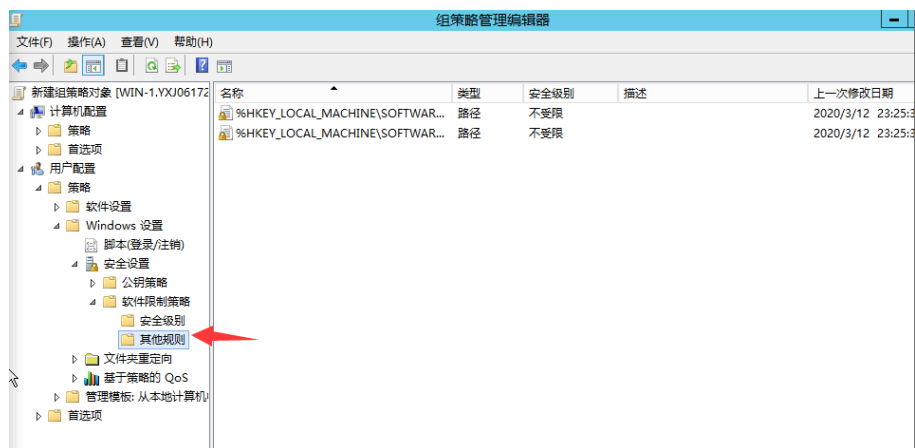 组策略管理编辑器
文件(F) 操作(A) 查看(V) 帮助(H)
新建组策略对象 [WIN-1.YXJ06172
名称 类型 安全级别 描述 上一次修改日期
计算机配置
%HKEY_LOCAL_MACHINE\SOFTWAR... 路径 不受限 2020/3/12 23:25:3
策略
%HKEY_LOCAL_MACHINE\SOFTWAR... 路径 不受限 2020/3/12 23:25:3
首选项
用户配置
策略
软件设置
Windows 设置
脚本(登录/注销)
安全设置
公钥策略
软件限制策略
安全级别
其他规则
文件夹重定向
基于策略的 QoS
管理模板: 从本地计算机
首选项